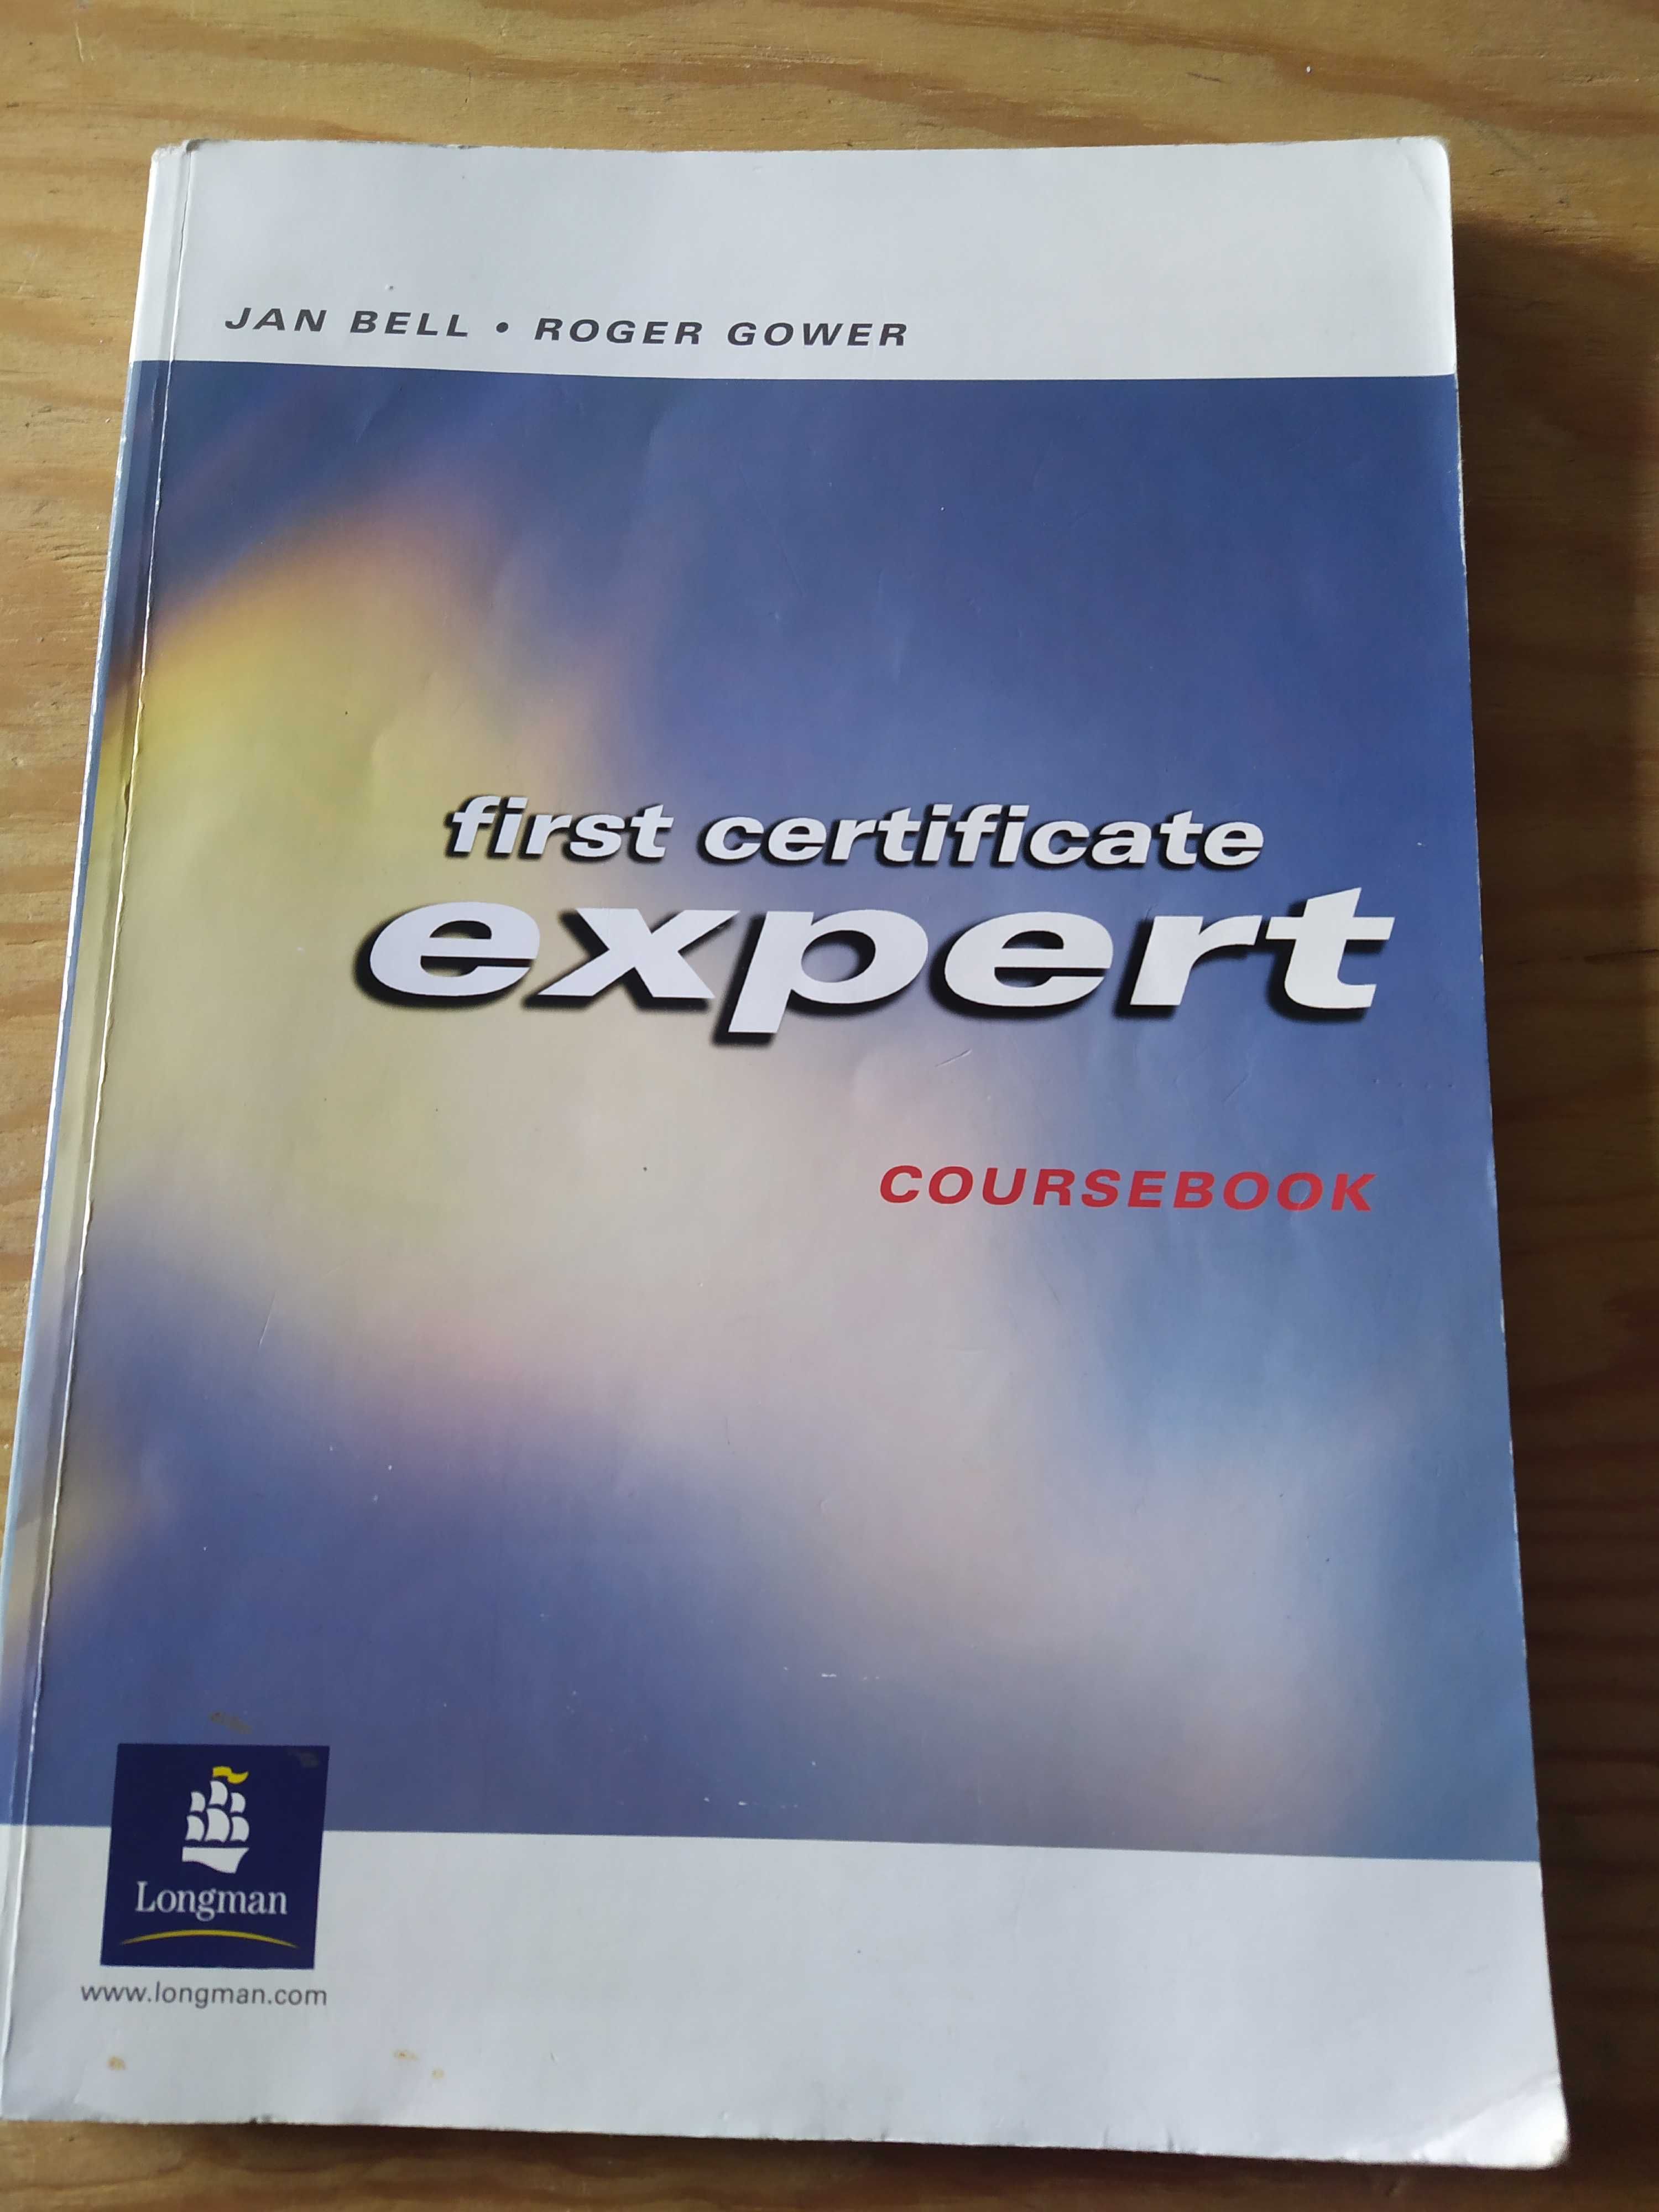 JAN BELL • ROGER GOWER
first certificate
expert
COURSEBOOK
Longman
www.longman.com